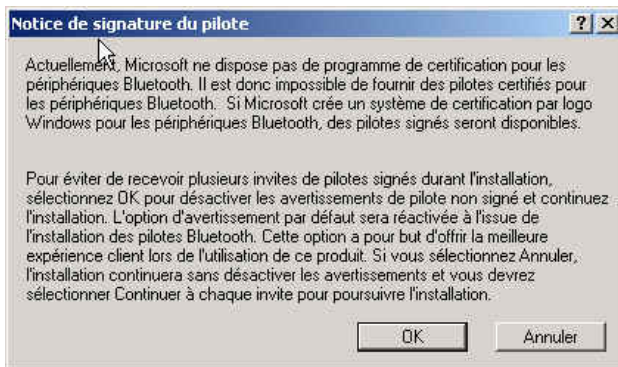 Notice de signature du pilote
Actuellement, Microsoft ne dispose pas de programme de certification pour les
périphériques Bluetooth. Il est donc impossible de fournir des pilotes certifiés pour
les périphériques Bluetooth. Si Microsoft crée un système de certification par logo
Windows pour les périphériques Bluetooth, des pilotes signés seront disponibles.
Pour éviter de recevoir plusieurs invites de pilotes signés durant l'installation,
sélectionnez OK pour désactiver les avertissements de pilote non signé et continuez
l'installation. L'option d'avertissement par défaut sera réactivée à l'issue de
l'installation des pilotes Bluetooth. Cette option a pour but d'offrir la meilleure
expérience client lors de l'utilisation de ce produit. Si vous sélectionnez Annuler,
l'installation continuera sans désactiver les avertissements et vous devrez
sélectionner Continuer à chaque invite pour poursuivre l'installation.
OK Annuler